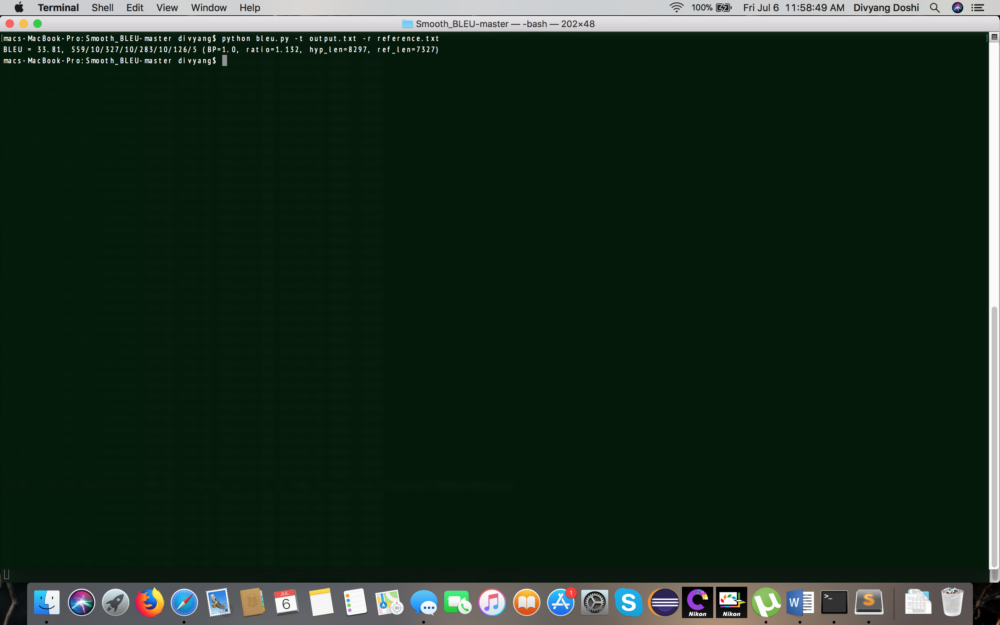 Terminal Shell Edit View Window Help 100% Fri Jul 6 11:58:49 AM Divyang Doshi
Smooth_BLEU-master — -bash — 202×48
[macs-MacBook-Pro:Smooth_BLEU-master divyang$ python bleu.py -t output.txt -r reference.txt ]
BLEU = 33.81, 559/10/327/10/283/10/126/5 (BP=1.0, ratio=1.132, hyp_len=8297, ref_len=7327)
macs-MacBook-Pro:Smooth_BLEU-master divyang$
JUL
6
3D
1
S
Nikon
Nikon
µ
W
>_
S
DOCX